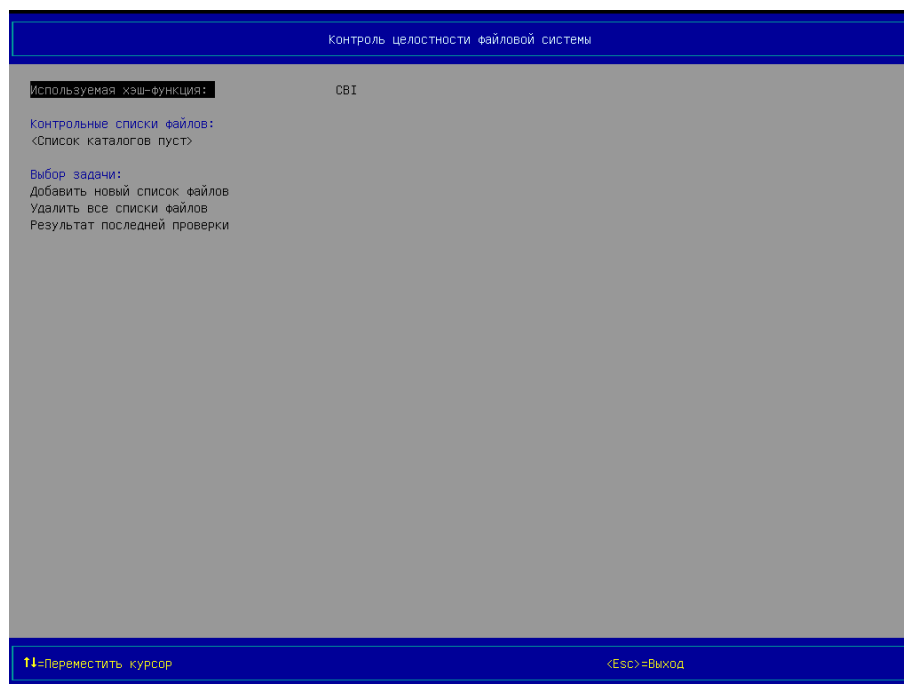 Контроль целостности файловой системы
Используемая хэш-функция: CBI
Контрольные списки файлов:
<Список каталогов пуст>
Выбор задачи:
Добавить новый список файлов
Удалить все списки файлов
Результат последней проверки
↑↓=Переместить курсор <Esc>=Выход